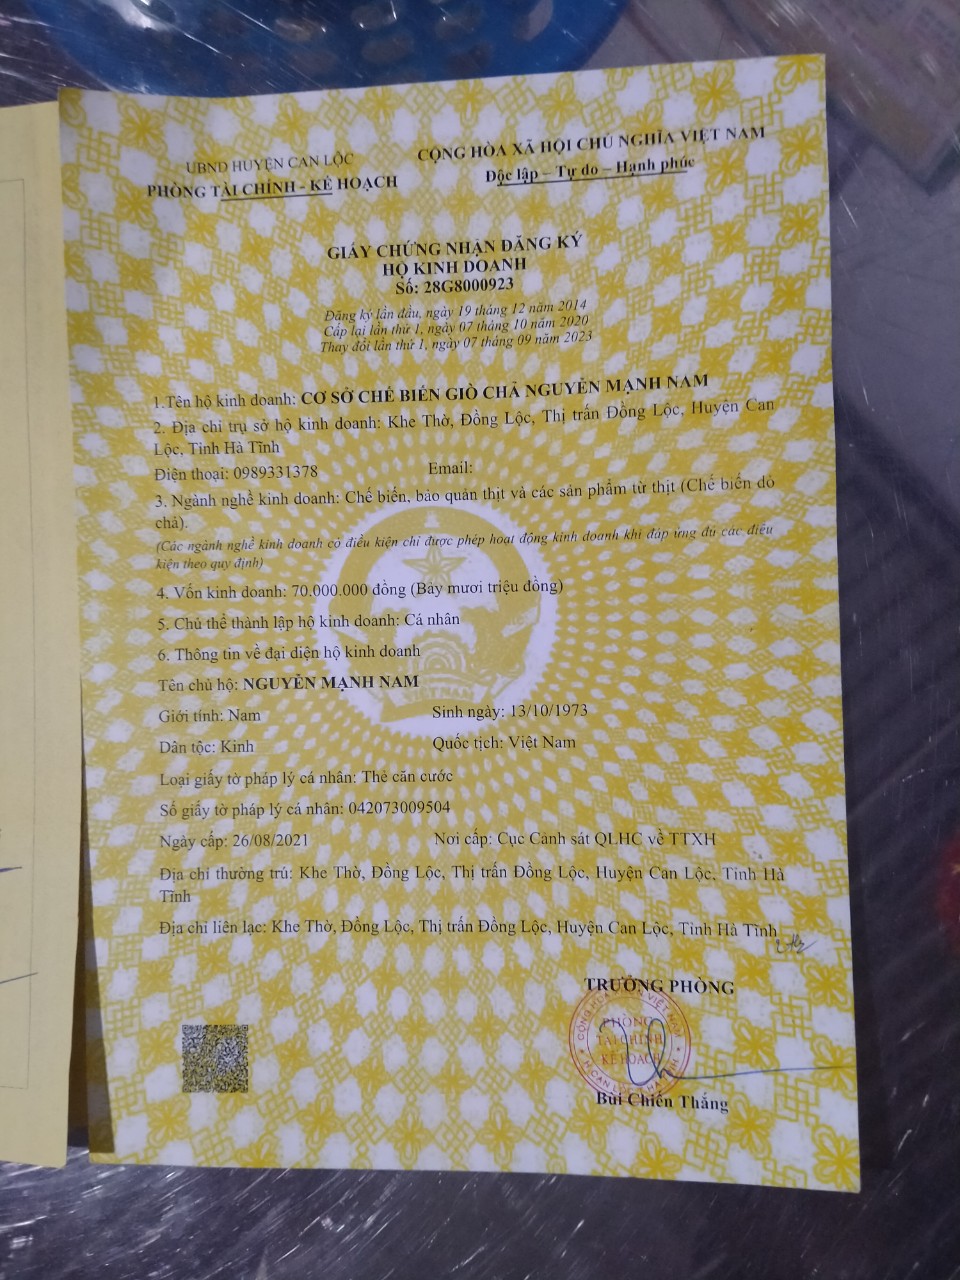 UBND HUYỆN CAN LỘC
PHÒNG TÀI CHÍNH - KẾ HOẠCH
CỘNG HÒA XÃ HỘI CHỦ NGHĨA VIỆT NAM
Độc lập – Tự do – Hạnh phúc
GIẤY CHỨNG NHẬN ĐĂNG KÝ
HỘ KINH DOANH
Số: 28G8000923
Đăng ký lần đầu, ngày 19 tháng 12 năm 2014
Cấp lại lần thứ 1, ngày 07 tháng 10 năm 2020
Thay đổi lần thứ 1, ngày 07 tháng 09 năm 2023
1.Tên hộ kinh doanh: CƠ SỞ CHẾ BIẾN GIÒ CHẢ NGUYỄN MẠNH NAM
2. Địa chỉ trụ sở hộ kinh doanh: Khe Thờ, Đồng Lộc, Thị trấn Đồng Lộc, Huyện Can
Lộc, Tỉnh Hà Tĩnh
Điện thoại: 0989331378 Email:
3. Ngành nghề kinh doanh: Chế biến, bảo quản thịt và các sản phẩm từ thịt (Chế biến dò
chả).
(Các ngành nghề kinh doanh có điều kiện chỉ được phép hoạt động kinh doanh khi đáp ứng đủ các điều
kiện theo quy định)
4. Vốn kinh doanh: 70.000.000 đồng (Bảy mươi triệu đồng)
5. Chủ thể thành lập hộ kinh doanh: Cá nhân
6. Thông tin về đại diện hộ kinh doanh
Tên chủ hộ: NGUYỄN MẠNH NAM
Giới tính: Nam Sinh ngày: 13/10/1973
Dân tộc: Kinh Quốc tịch: Việt Nam
Loại giấy tờ pháp lý cá nhân: Thẻ căn cước
Số giấy tờ pháp lý cá nhân: 042073009504
Ngày cấp: 26/08/2021 Nơi cấp: Cục Cảnh sát QLHC về TTXH
Địa chỉ thường trú: Khe Thờ, Đồng Lộc, Thị trấn Đồng Lộc, Huyện Can Lộc, Tỉnh Hà
Tĩnh
Địa chỉ liên lạc: Khe Thờ, Đồng Lộc, Thị trấn Đồng Lộc, Huyện Can Lộc, Tỉnh Hà Tĩnh
TRƯỞNG PHÒNG
PHÒNG
TÀI CHÍNH
KẾ HOẠCH
Bùi Chiến Thắng